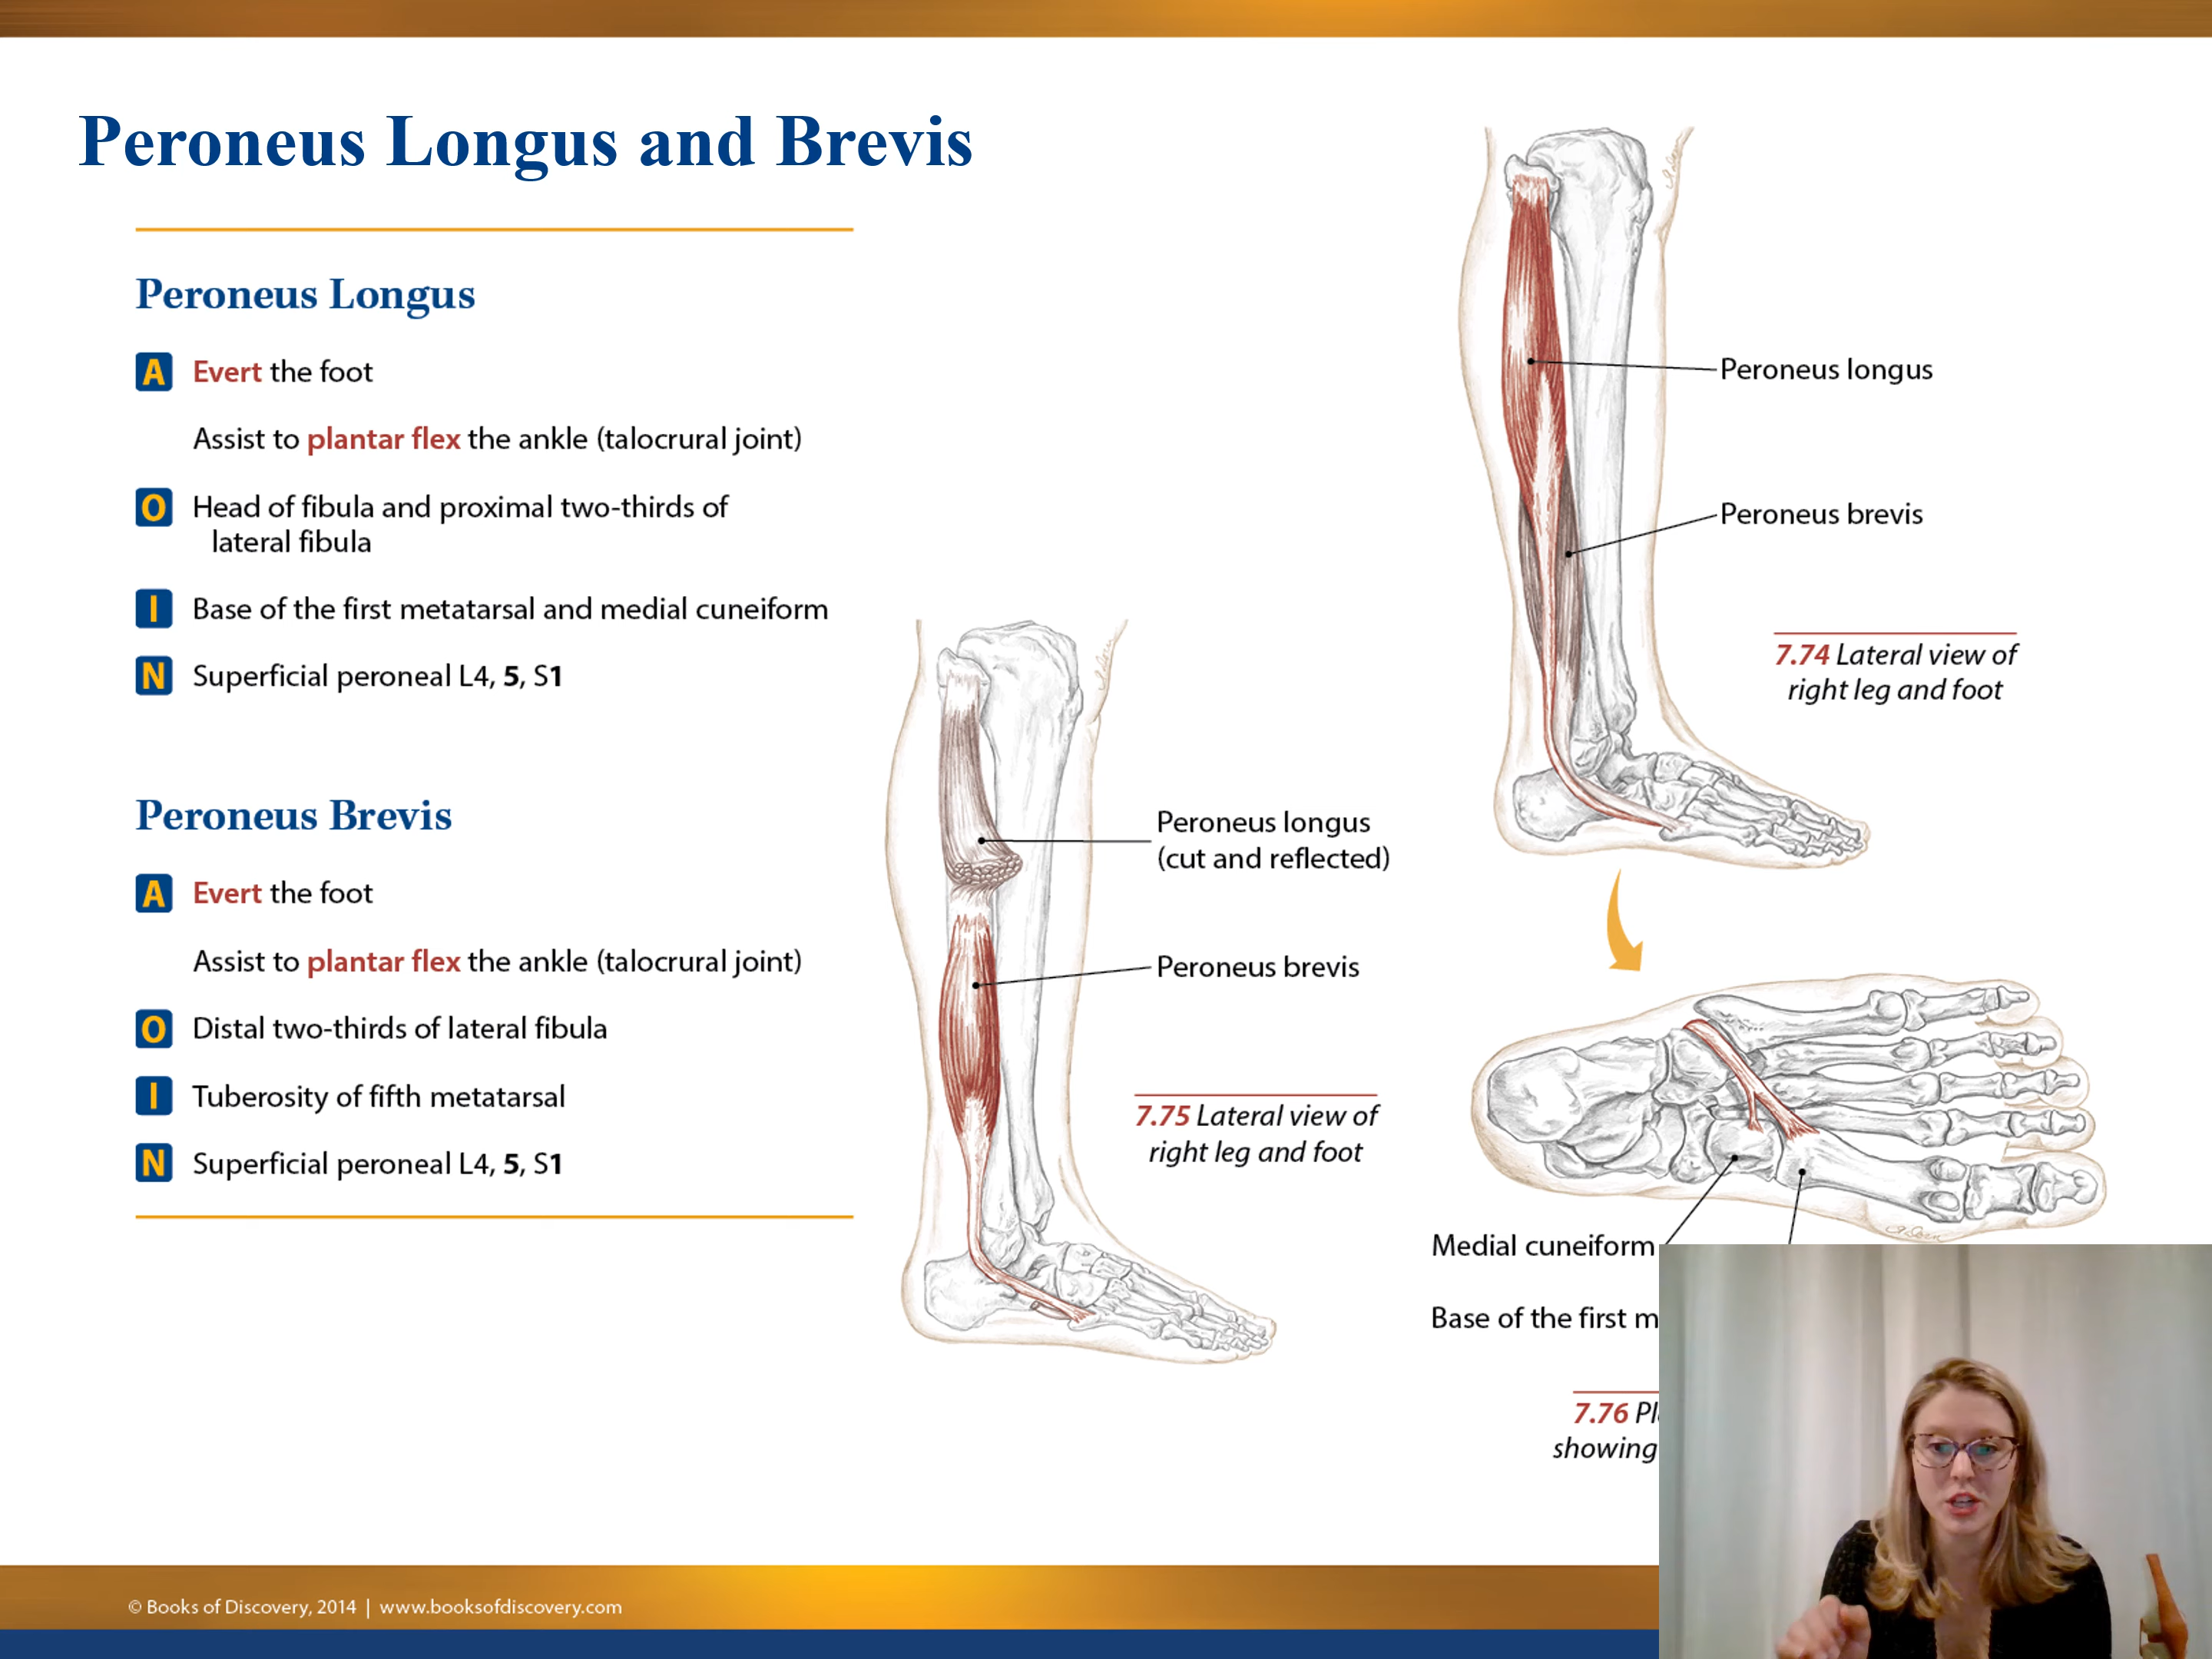 Peroneus Longus and Brevis
Peroneus Longus
A Evert the foot
Assist to plantar flex the ankle (talocrural joint)
O Head of fibula and proximal two-thirds of
lateral fibula
I Base of the first metatarsal and medial cuneiform
N Superficial peroneal L4, 5, S1
Peroneus Brevis
A Evert the foot
Assist to plantar flex the ankle (talocrural joint)
O Distal two-thirds of lateral fibula
I Tuberosity of fifth metatarsal
N Superficial peroneal L4, 5, S1
Peroneus longus
(cut and reflected)
Peroneus brevis
7.75 Lateral view of
right leg and foot
Peroneus longus
Peroneus brevis
7.74 Lateral view of
right leg and foot
Medial cuneiform
Base of the first m
7.76 Pl
showing
© Books of Discovery, 2014 | www.booksofdiscovery.com